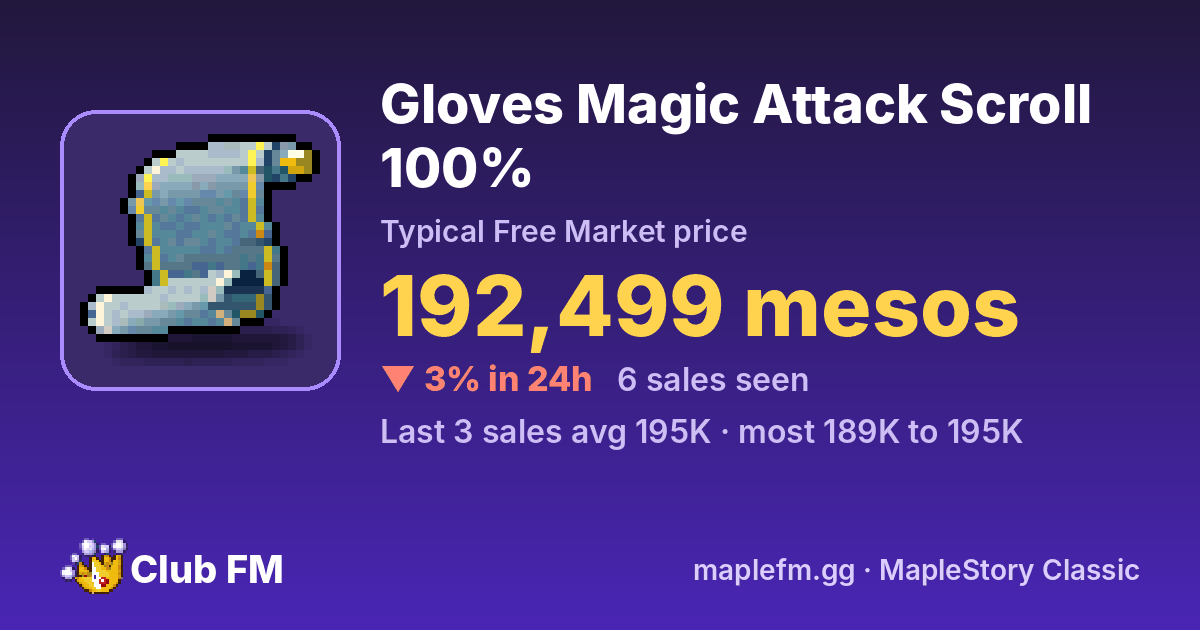 Gloves Magic Attack Scroll
100%
Typical Free Market price
192,499 mesos
▼ 3% in 24h 6 sales seen
Last 3 sales avg 195K · most 189K to 195K
Club FM
maplefm.gg · MapleStory Classic